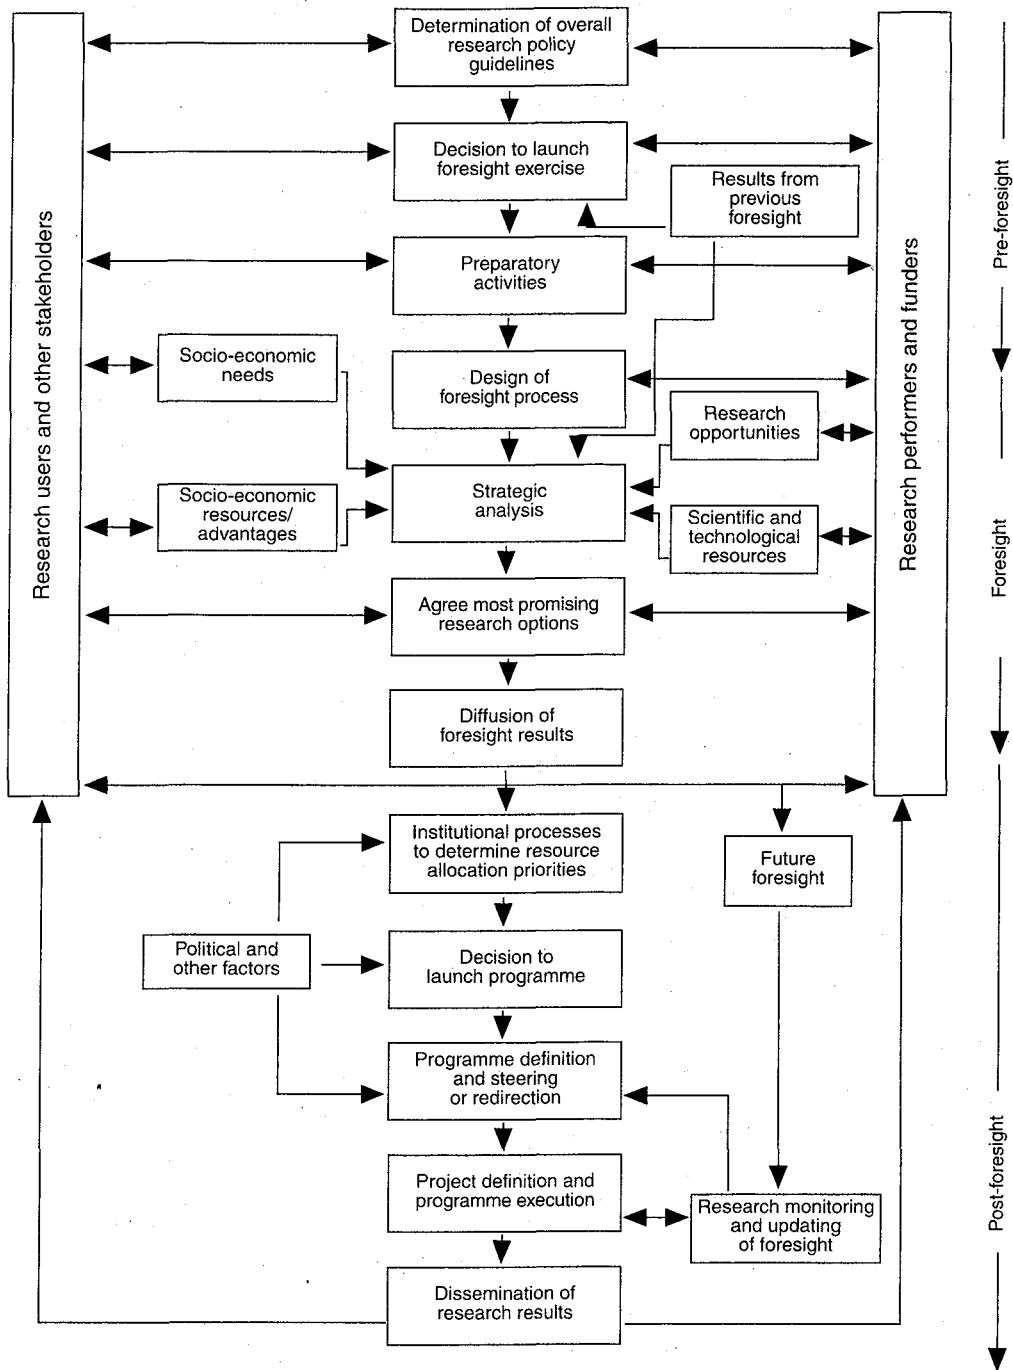 Determination of overall
research policy
guidelines
Decision to launch
foresight exercise
Results from
previous
foresight
Preparatory
activities
Socio-economic
needs
Design of
foresight process
Research
opportunities
Socio-economic
resources/
advantages
Strategic
analysis
Scientific and
technological
resources
Agree most promising
research options
Diffusion of
foresight results
Research users and other stakeholders
Research performers and funders
Pre-foresight
Foresight
Post-foresight
Institutional processes
to determine resource
allocation priorities
Future
foresight
Political and
other factors
Decision to
launch programme
Programme definition
and steering
or redirection
Project definition and
programme execution
Research monitoring
and updating
of foresight
Dissemination of
research results